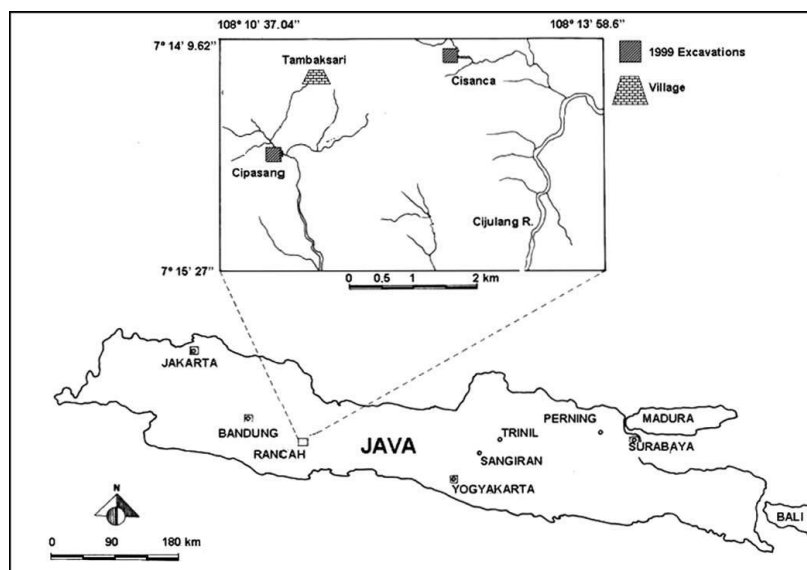 108° 10' 37.04"
108° 13' 58.6"
7° 14' 9.62"
Tambaksari
Cisanca
1999 Excavations
Village
Cipasang
Cijulang R.
7° 15' 27"
0 0.5 1 2 km
JAKARTA
BANDUNG
RANCAH
JAVA
TRINIL
SANGIRAN
YOGYAKARTA
PERNING
MADURA
SURABAYA
BALI
N
0 90 180 km